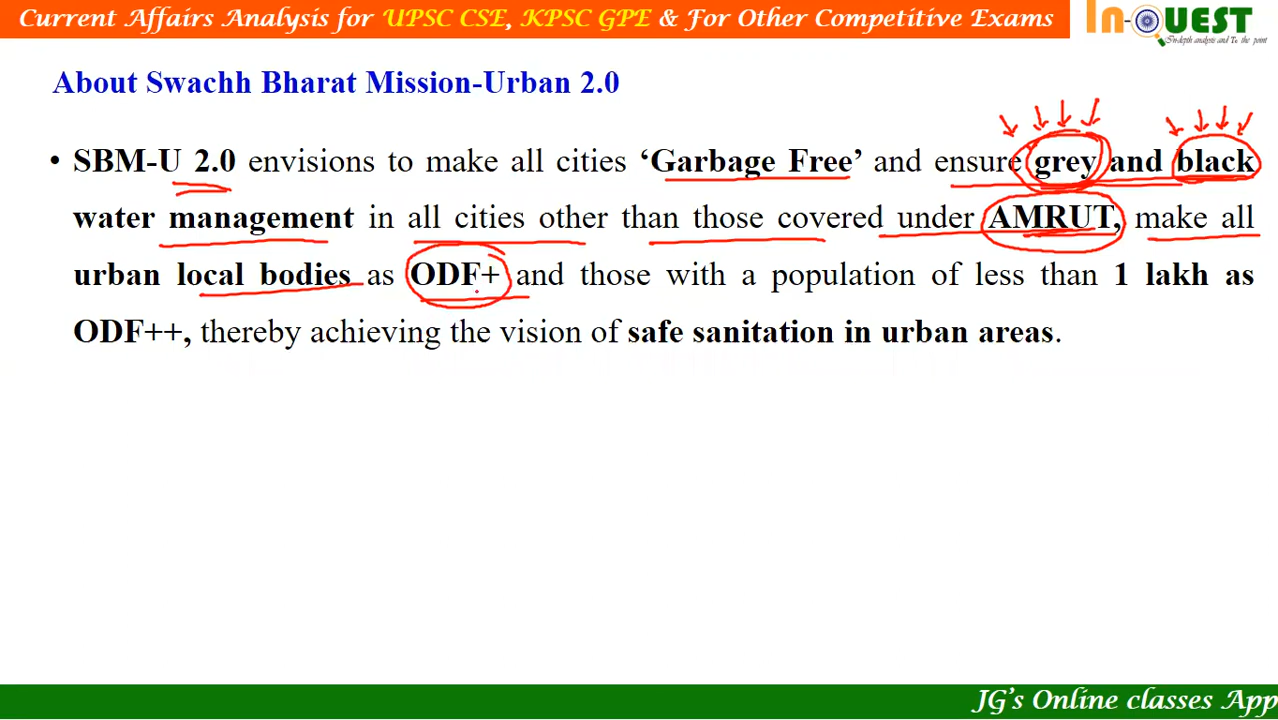 Current Affairs Analysis for UPSC CSE, KPSC GPE & For Other Competitive Exams
In-QUEST
In-depth analysis and To the point
About Swachh Bharat Mission-Urban 2.0
• SBM-U 2.0 envisions to make all cities ‘Garbage Free’ and ensure grey and black
water management in all cities other than those covered under AMRUT, make all
urban local bodies as ODF+ and those with a population of less than 1 lakh as
ODF++, thereby achieving the vision of safe sanitation in urban areas.
JG's Online classes App